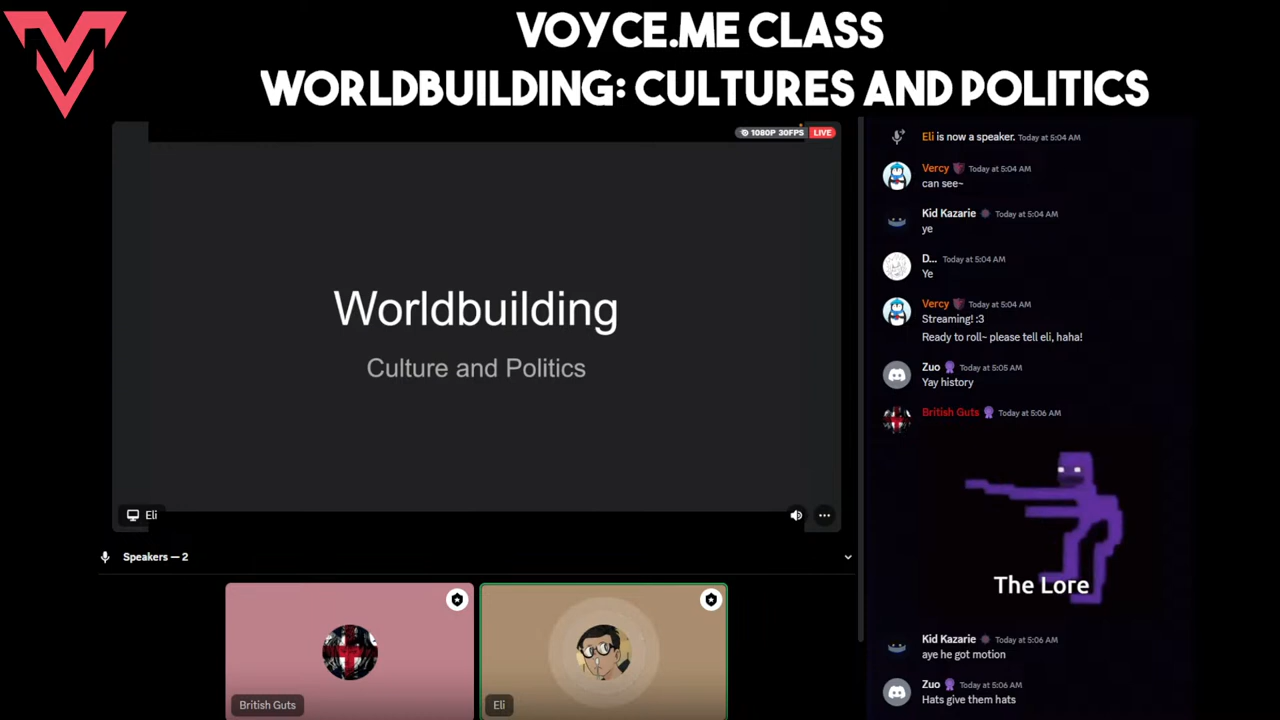 VOYCE.ME CLASS
WORLDBUILDING: CULTURES AND POLITICS
1080P 30FPS LIVE
Worldbuilding
Culture and Politics
Eli
Speakers — 2
British Guts
Eli
Eli is now a speaker. Today at 5:04 AM
Vercy Today at 5:04 AM
can see~
Kid Kazarie Today at 5:04 AM
ye
D... Today at 5:04 AM
Ye
Vercy Today at 5:04 AM
Streaming! :3
Ready to roll~ please tell eli, haha!
Zuo Today at 5:05 AM
Yay history
British Guts Today at 5:06 AM
The Lore
Kid Kazarie Today at 5:06 AM
aye he got motion
Zuo Today at 5:06 AM
Hats give them hats